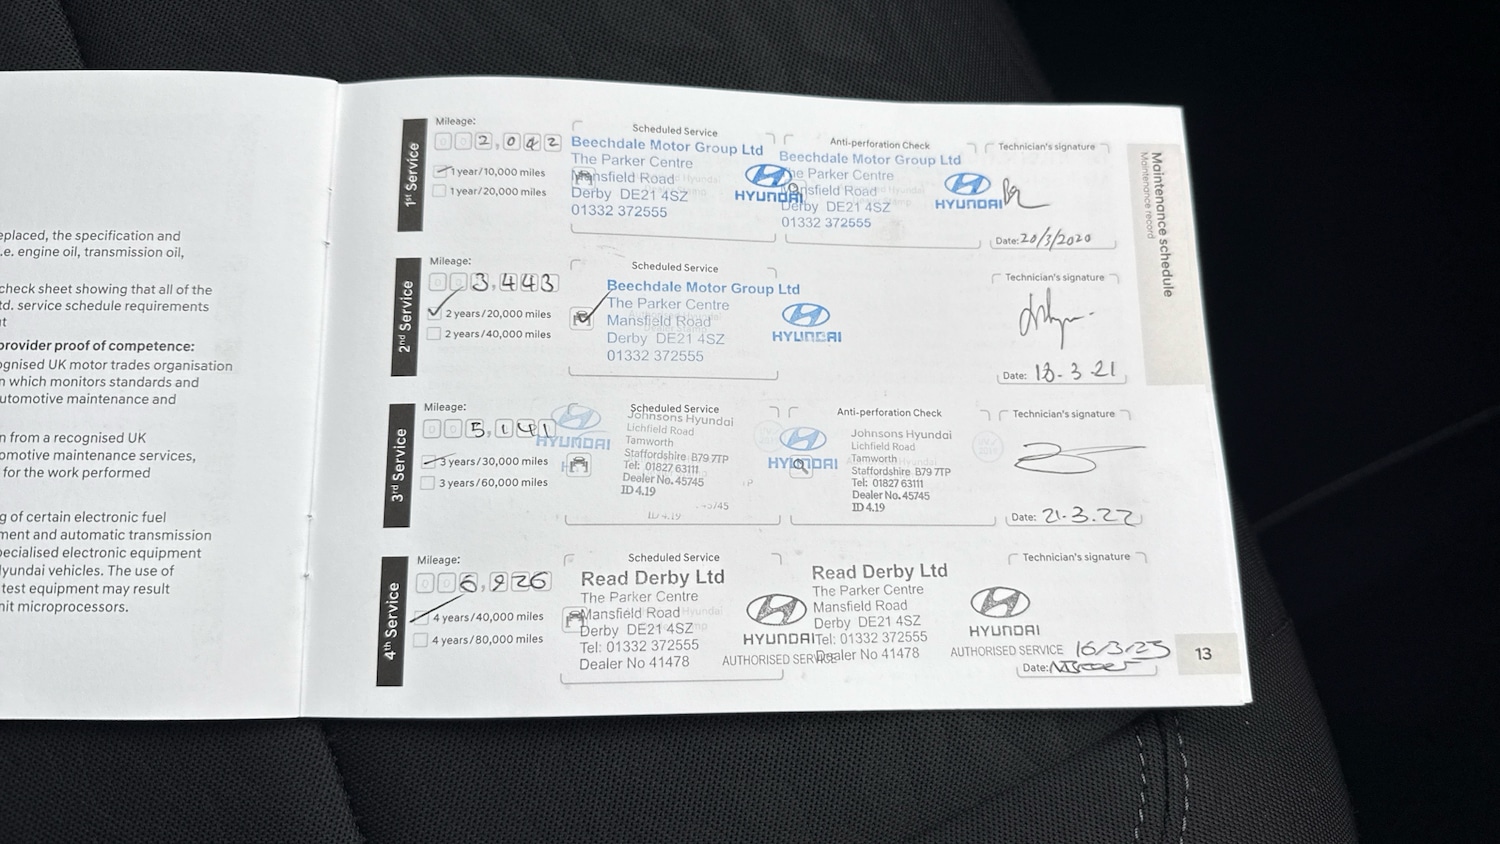 eplaced, the specification and
.e. engine oil, transmission oil,
check sheet showing that all of the
td. service schedule requirements
provider proof of competence:
ognised UK motor trades organisation
n which monitors standards and
utomotive maintenance and
n from a recognised UK
omotive maintenance services,
for the work performed
g of certain electronic fuel
ment and automatic transmission
pecialised electronic equipment
lyundai vehicles. The use of
test equipment may result
nit microprocessors.
1st Service
Mileage:
002,042
1 year/10,000 miles
1 year/20,000 miles
Scheduled Service
Beechdale Motor Group Ltd
The Parker Centre
Mansfield Road
Derby DE21 4SZ
01332 372555
HYUNDAI
Anti-perforation Check
Beechdale Motor Group Ltd
The Parker Centre
Mansfield Road
Derby DE21 4SZ
01332 372555
HYUNDAI
Technician's signature
Date: 20/3/2020
2nd Service
Mileage:
003,443
2 years/20,000 miles
2 years/40,000 miles
Scheduled Service
Beechdale Motor Group Ltd
The Parker Centre
Mansfield Road
Derby DE21 4SZ
01332 372555
HYUNDAI
Technician's signature
Date: 18-3-21
3rd Service
Mileage:
005,141
3 years/30,000 miles
3 years/60,000 miles
HYUNDAI
Scheduled Service
Johnsons Hyundai
Lichfield Road
Tamworth
Staffordshire B79 7TP
Tel: 01827 63111
Dealer No.45745
ID 4.19
HYUNDAI
Anti-perforation Check
Johnsons Hyundai
Lichfield Road
Tamworth
Staffordshire B79 7TP
Tel: 01827 63111
Dealer No.45745
ID 4.19
Technician's signature
Date: 21.3.22
4th Service
Mileage:
006,926
4 years/40,000 miles
4 years/80,000 miles
Scheduled Service
Read Derby Ltd
The Parker Centre
Mansfield Road
Derby DE21 4SZ
Tel: 01332 372555
Dealer No 41478
HYUNDAI
AUTHORISED SERVICE
Read Derby Ltd
The Parker Centre
Mansfield Road
Derby DE21 4SZ
Tel: 01332 372555
Dealer No 41478
HYUNDAI
AUTHORISED SERVICE
Technician's signature
16/3/23
Date:
Maintenance schedule
Maintenance record
13